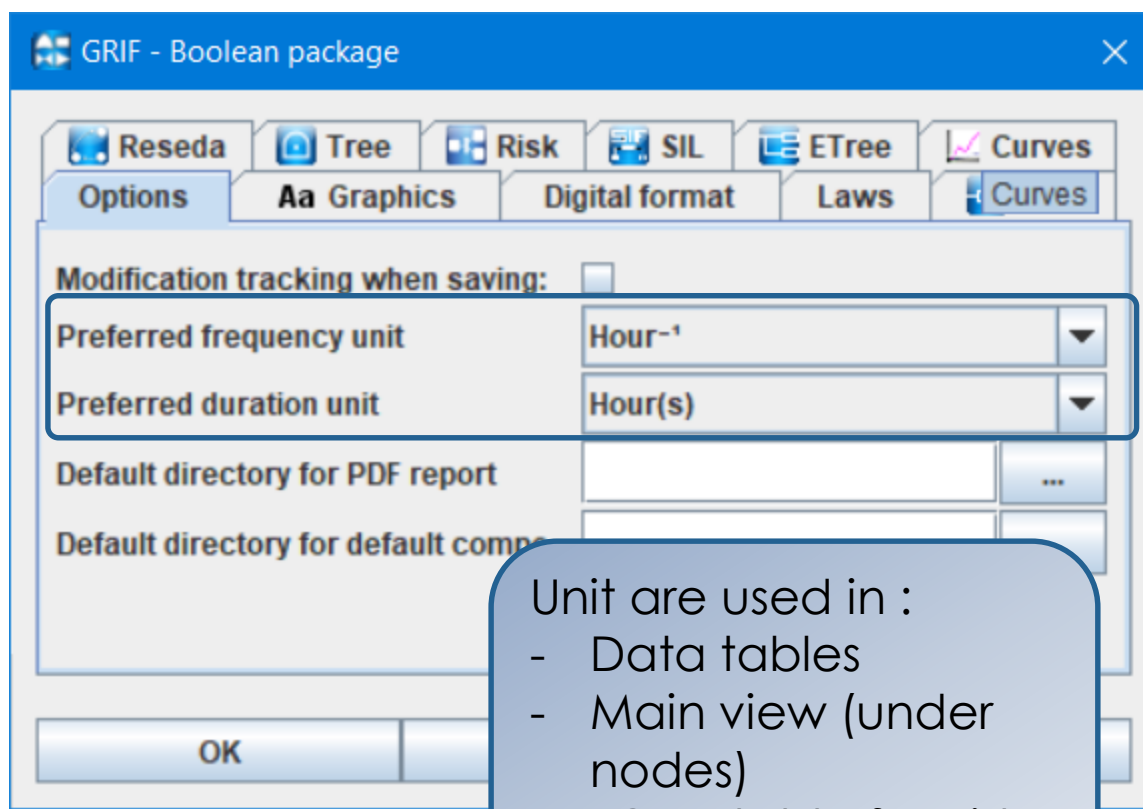 GRIF - Boolean package
Reseda Tree Risk SIL ETree Curves
Options Aa Graphics Digital format Laws Curves
Modification tracking when saving:
Preferred frequency unit Hour⁻¹
Preferred duration unit Hour(s)
Default directory for PDF report ...
Default directory for default compo
Unit are used in :
- Data tables
- Main view (under
nodes)
OK